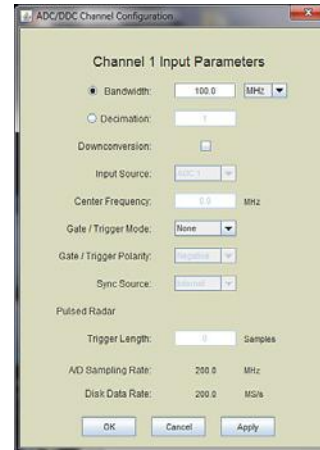 ADC/DDC Channel Configuration
Channel 1 Input Parameters
Bandwidth: 100.0 MHz
Decimation: 1
Downconversion:
Input Source: ADC 1
Center Frequency: 0.0 MHz
Gate / Trigger Mode: None
Gate / Trigger Polarity: Negative
Sync Source: Internal
Pulsed Radar
Trigger Length: 0 Samples
A/D Sampling Rate: 200.0 MHz
Disk Data Rate: 200.0 MS/s
OK Cancel Apply